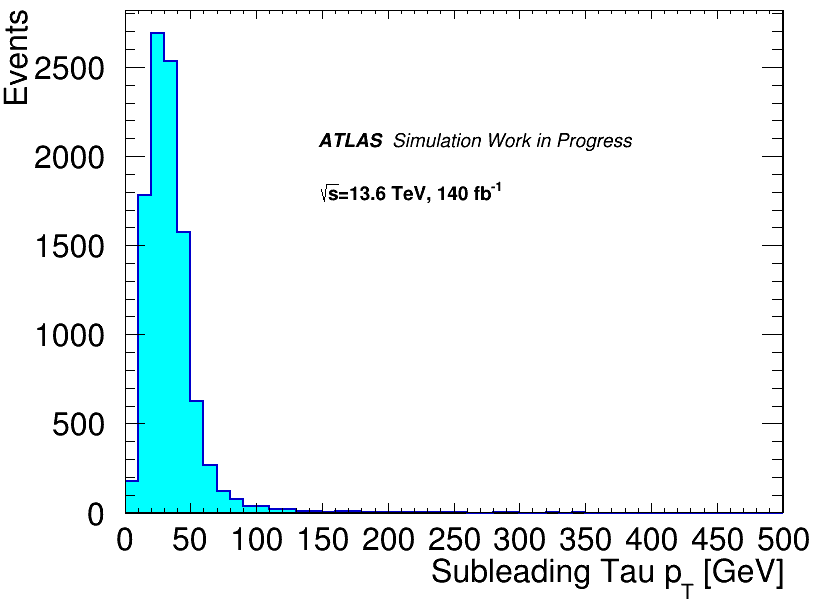 Events
2500
2000
1500
1000
500
0
ATLAS Simulation Work in Progress
√s=13.6 TeV, 140 fb⁻¹
0 50 100 150 200 250 300 350 400 450 500
Subleading Tau p_T [GeV]